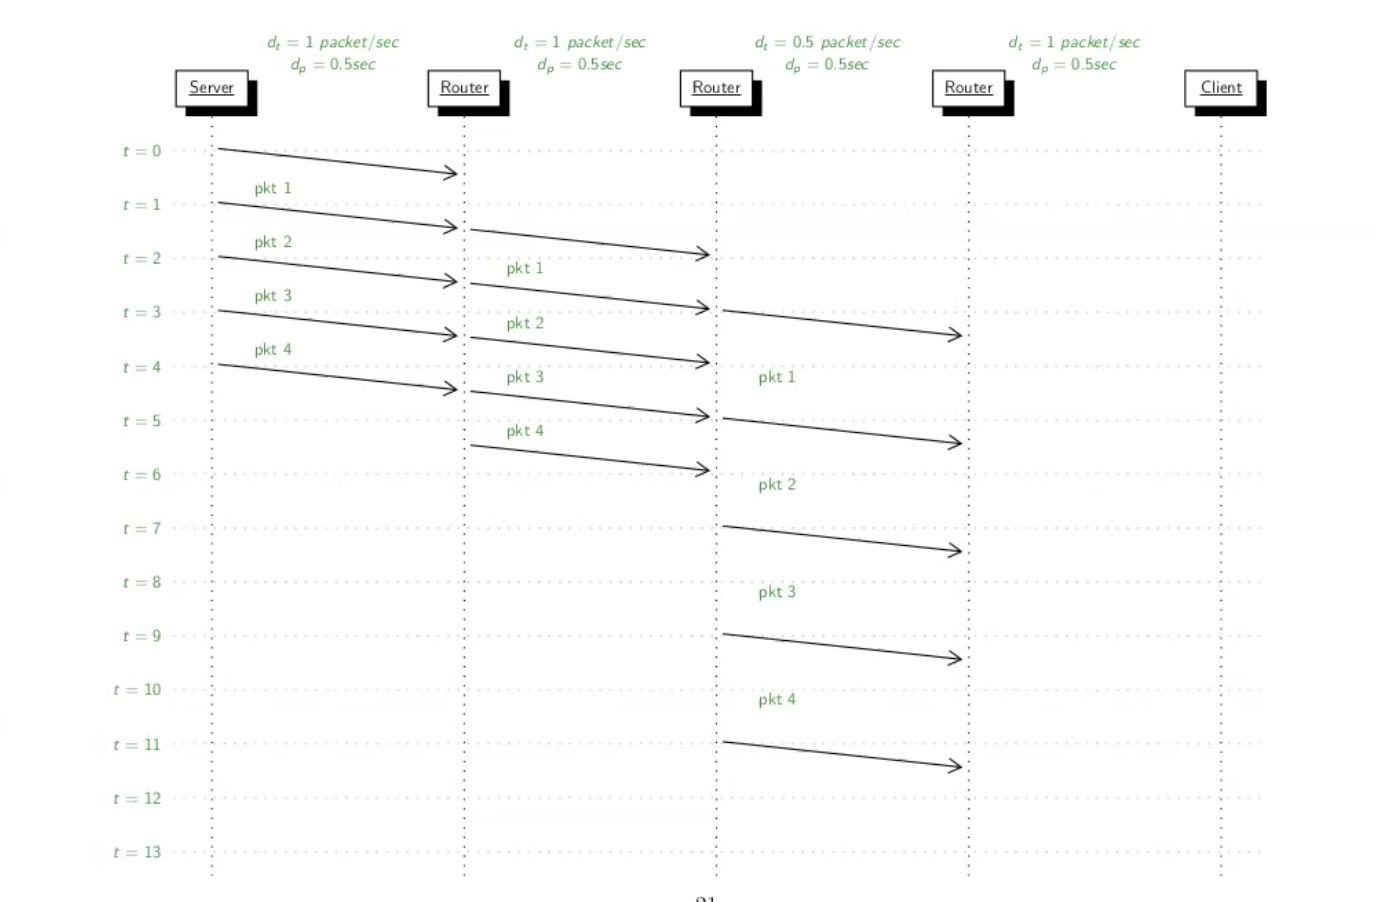 d_t = 1 packet/sec
d_p = 0.5sec
d_t = 1 packet/sec
d_p = 0.5sec
d_t = 0.5 packet/sec
d_p = 0.5sec
d_t = 1 packet/sec
d_p = 0.5sec
Server
Router
Router
Router
Client
t = 0
pkt 1
t = 1
pkt 2
t = 2
pkt 1
pkt 3
t = 3
pkt 2
pkt 4
t = 4
pkt 3
pkt 1
t = 5
pkt 4
t = 6
pkt 2
t = 7
t = 8
pkt 3
t = 9
t = 10
pkt 4
t = 11
t = 12
t = 13